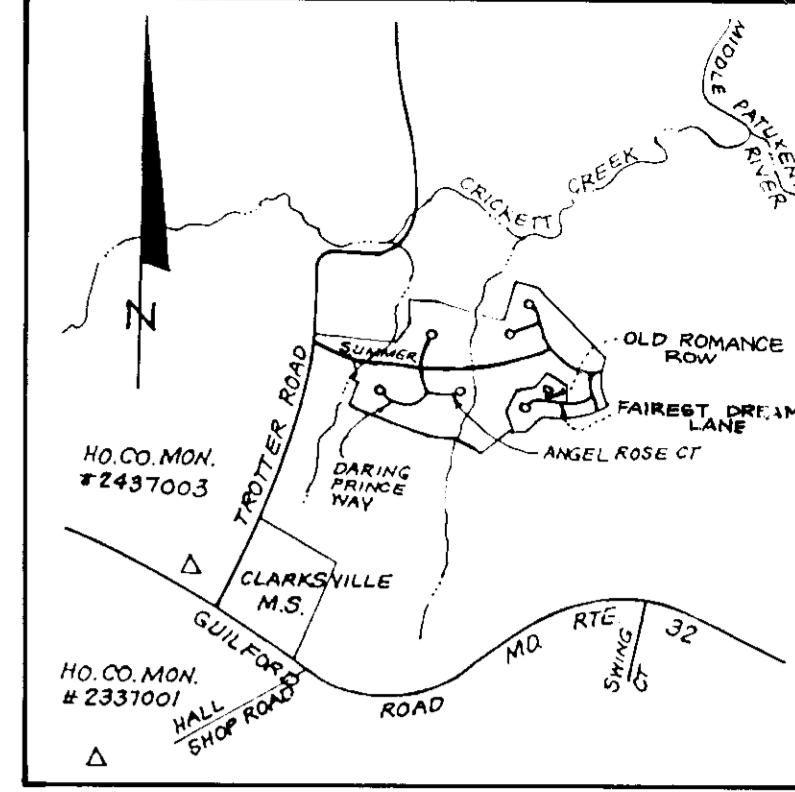 MIDDLE PATUXENT
RIVER
CRICKETT CREEK
N
SUMMER
OLD ROMANCE
ROW
TROTTER ROAD
FAIREST DREAM
LANE
ANGEL ROSE CT
HO. CO. MON.
#2437003
DARING
PRINCE
WAY
CLARKSVILLE
M.S.
GUILFORD ROAD MD. RTE. 32
SWING
CT
HO. CO. MON.
# 2337001
HALL
SHOP ROAD